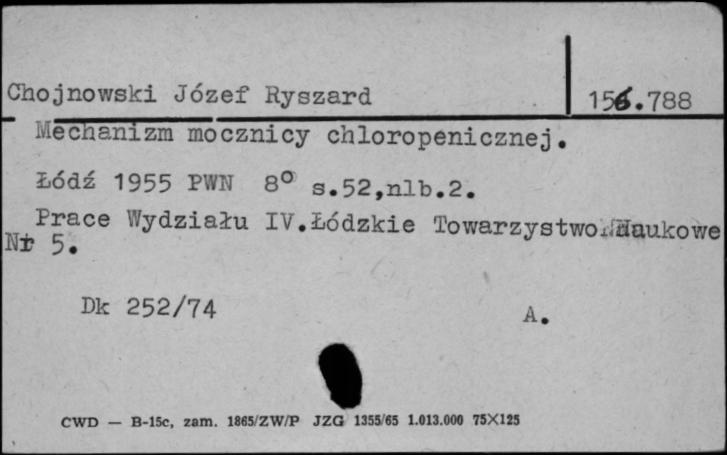 Chojnowski Józef Ryszard
156.788
Mechanizm mocznicy chloropenicznej.
Łódź 1955 PWN 8° s.52,nlb.2.
Prace Wydziału IV.Łódzkie Towarzystwo Naukowe
Nr 5.
Dk 252/74
A.
CWD — B-15c, zam. 1865/ZW/P JZG 1355/65 1.013.000 75X125